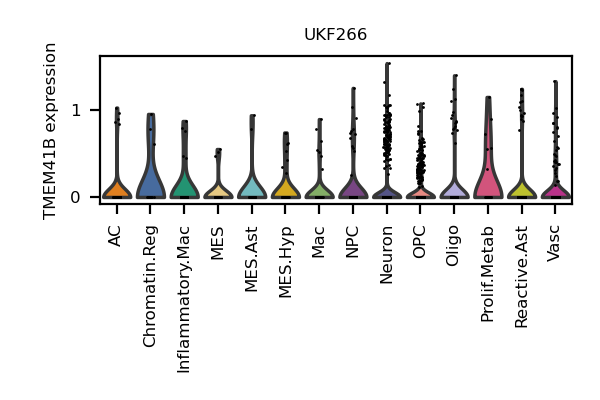 UKF266
TMEM41B expression
1
0
AC
Chromatin.Reg
Inflammatory.Mac
MES
MES.Ast
MES.Hyp
Mac
NPC
Neuron
OPC
Oligo
Prolif.Metab
Reactive.Ast
Vasc